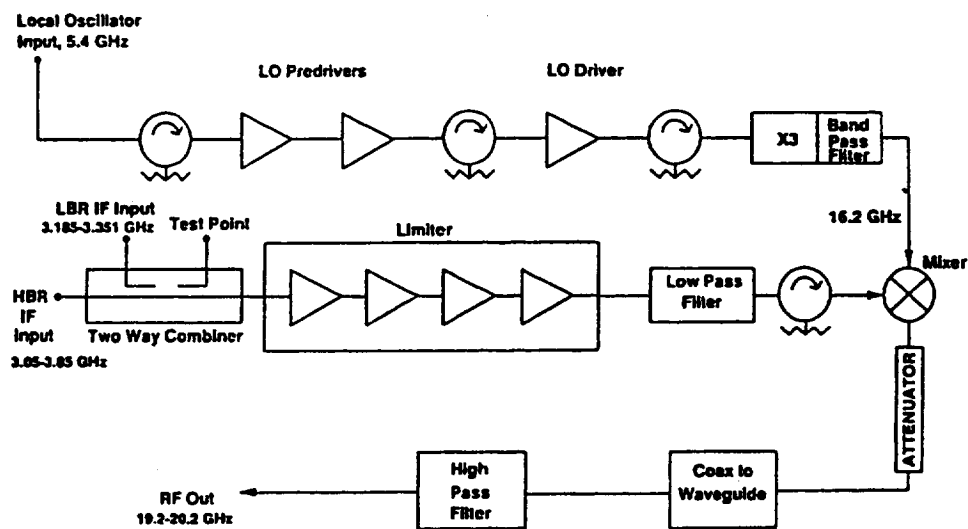 Local Oscillator
Input, 5.4 GHz
LO Predrivers
LO Driver
X3
Band
Pass
Filter
LBR IF Input
3.185-3.351 GHz
Test Point
Limiter
16.2 GHz
Mixer
HBR
IF
Input
3.05-3.85 GHz
Two Way Combiner
Low Pass
Filter
ATTENUATOR
RF Out
19.2-20.2 GHz
High
Pass
Filter
Coax to
Waveguide